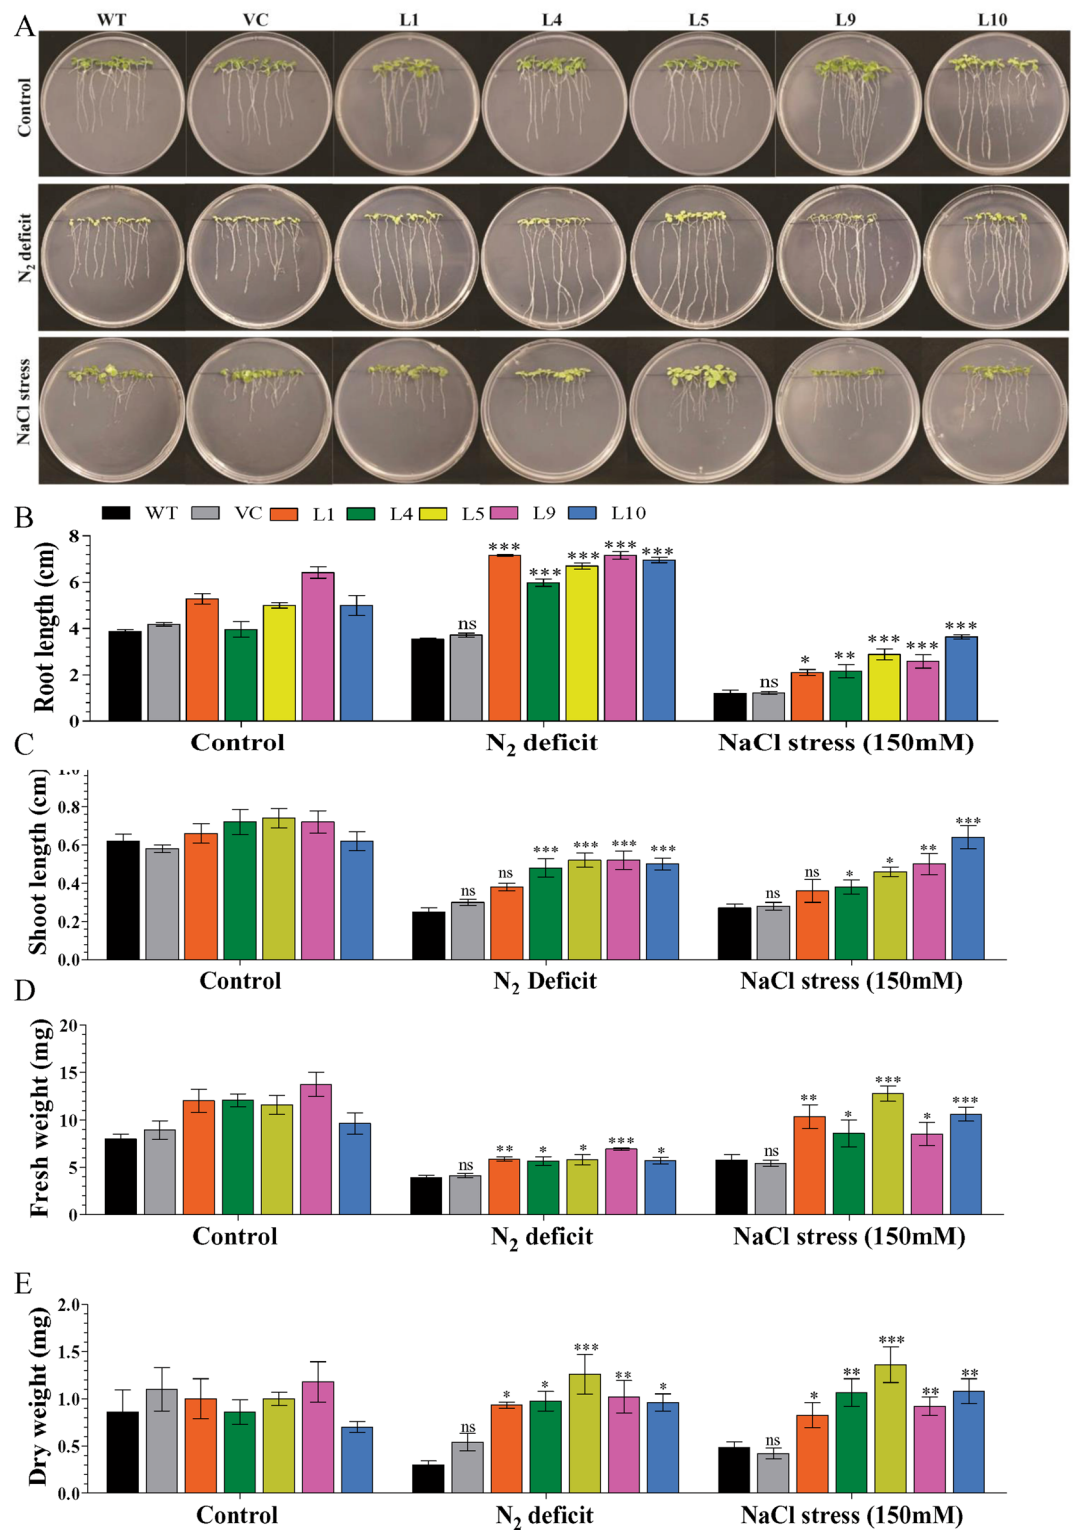 A
WT VC L1 L4 L5 L9 L10
Control
N₂ deficit
NaCl stress
B
WT VC L1 L4 L5 L9 L10
Root length (cm)
8
6
4
2
0
ns *** *** *** *** ***
ns * ** *** *** ***
Control N₂ deficit NaCl stress (150mM)
C
Shoot length (cm)
1.0
0.8
0.6
0.4
0.2
0.0
ns ns *** *** *** ***
ns ns * * ** ***
Control N₂ Deficit NaCl stress (150mM)
D
Fresh weight (mg)
20
15
10
5
0
ns ** * * *** *
ns ** * *** * ***
Control N₂ deficit NaCl stress (150mM)
E
Dry weight (mg)
2.0
1.5
1.0
0.5
0.0
ns * * *** ** *
ns * ** *** ** **
Control N₂ deficit NaCl stress (150mM)